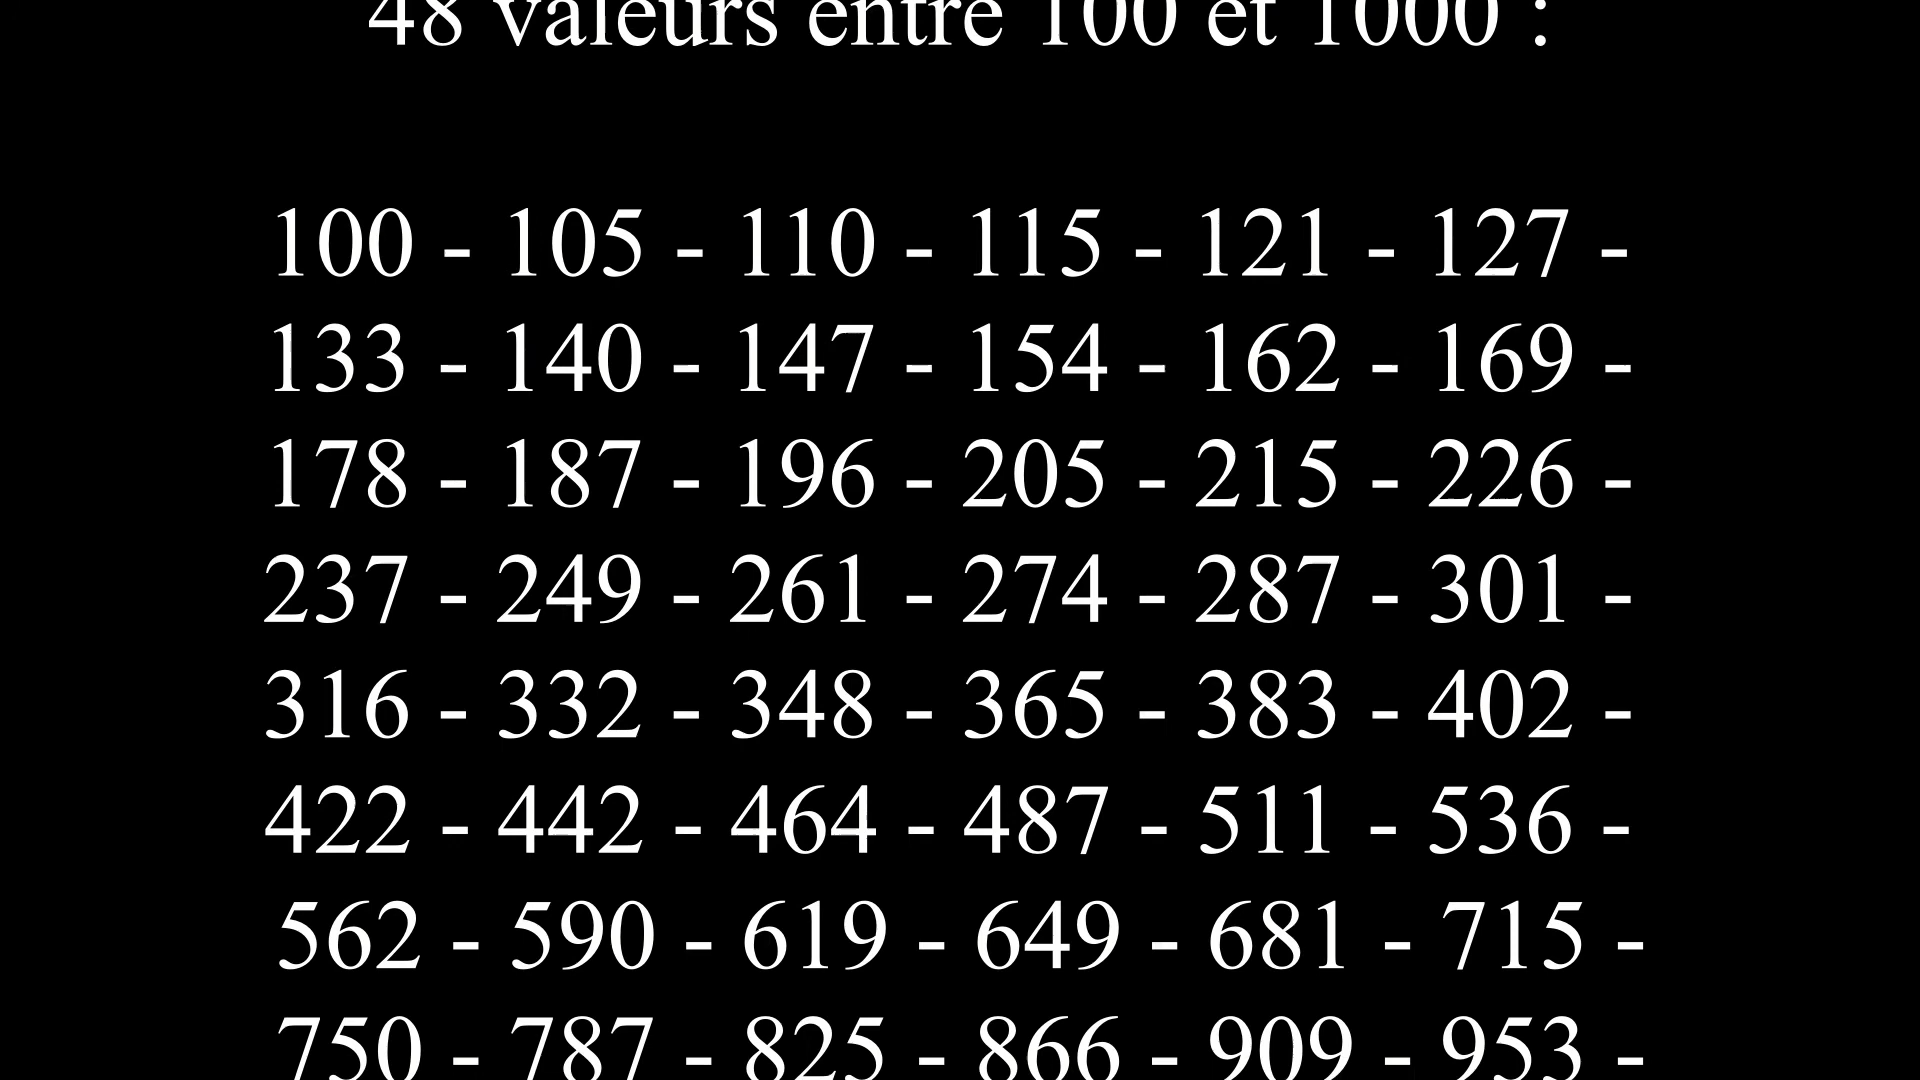 48 valeurs entre 100 et 1000 :
100 - 105 - 110 - 115 - 121 - 127 -
133 - 140 - 147 - 154 - 162 - 169 -
178 - 187 - 196 - 205 - 215 - 226 -
237 - 249 - 261 - 274 - 287 - 301 -
316 - 332 - 348 - 365 - 383 - 402 -
422 - 442 - 464 - 487 - 511 - 536 -
562 - 590 - 619 - 649 - 681 - 715 -
750 - 787 - 825 - 866 - 909 - 953 -